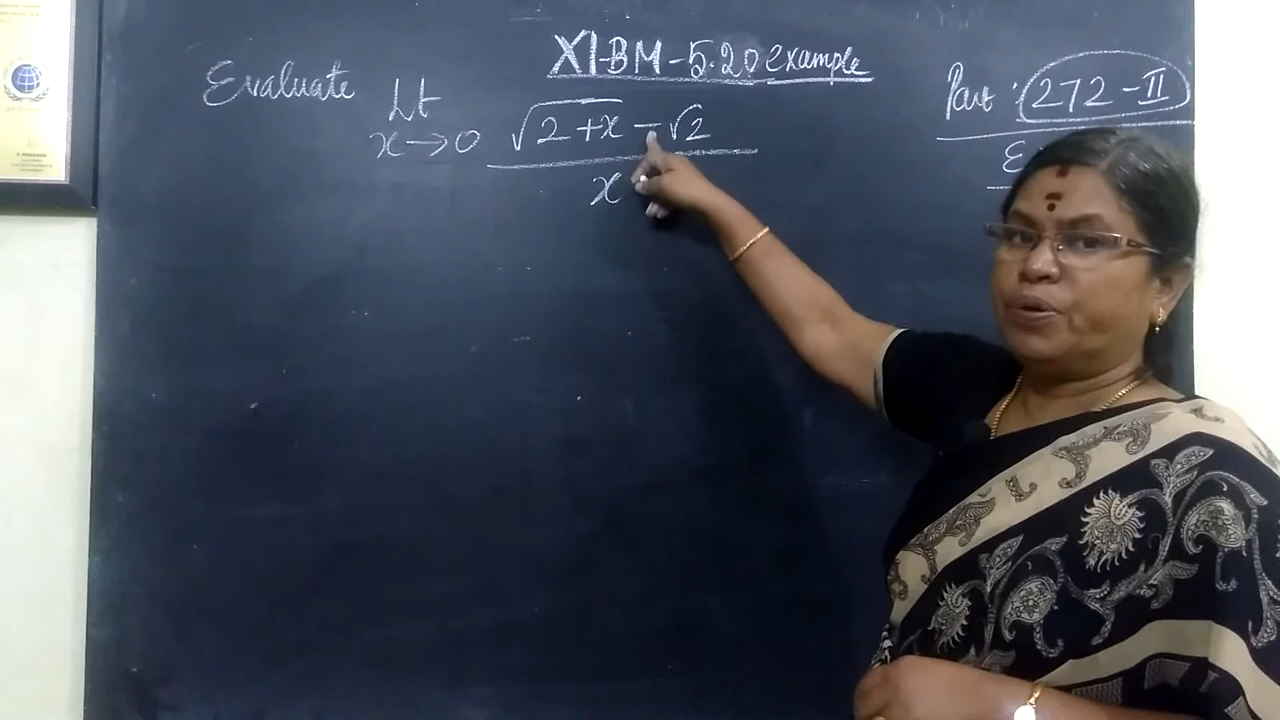 XI-BM-5.20 example
Evaluate Lt x→0 (√2+x - √2) / x
Part : 272 - II